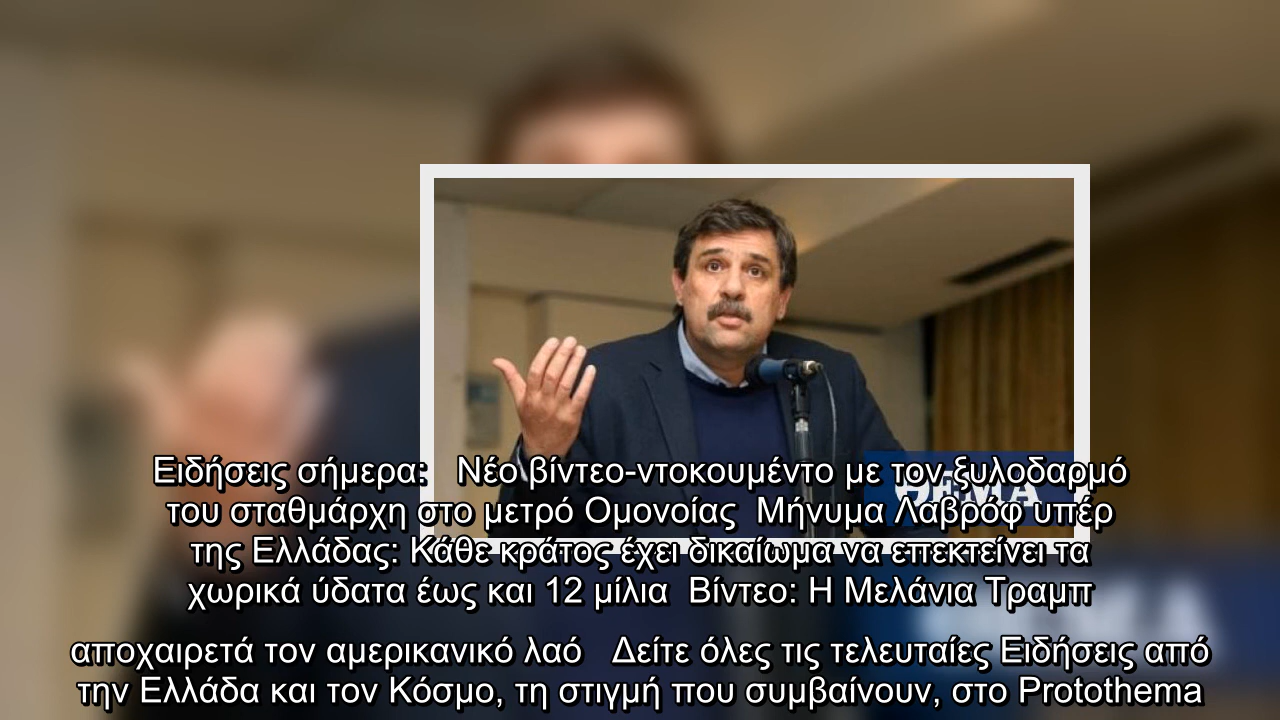 Ειδήσεις σήμερα: Νέο βίντεο-ντοκουμέντο με τον ξυλοδαρμό
του σταθμάρχη στο μετρό Ομονοίας Μήνυμα Λαβρόφ υπέρ
της Ελλάδας: Κάθε κράτος έχει δικαίωμα να επεκτείνει τα
χωρικά ύδατα έως και 12 μίλια Βίντεο: Η Μελάνια Τραμπ
αποχαιρετά τον αμερικανικό λαό Δείτε όλες τις τελευταίες Ειδήσεις από
την Ελλάδα και τον Κόσμο, τη στιγμή που συμβαίνουν, στο Protothema